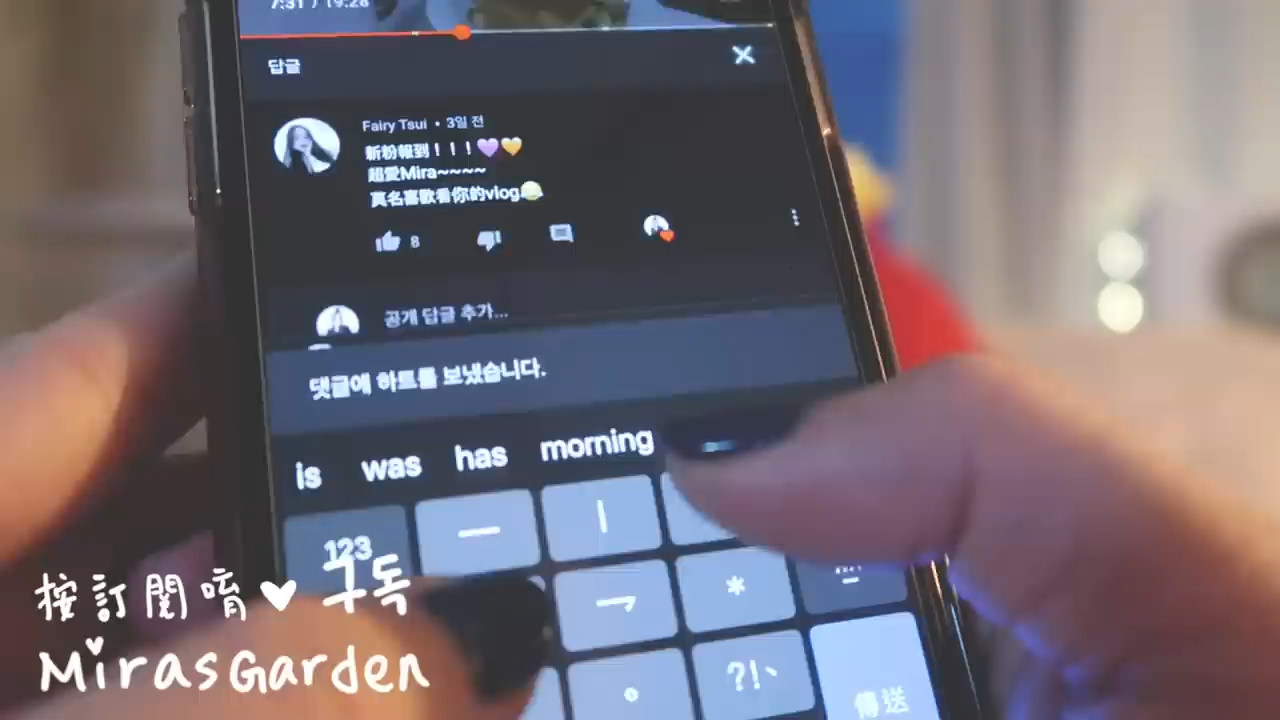 7:31 / 19:28
답글
Fairy Tsui • 3일 전
新粉報到!!!💜💛
超愛Mira~~~~
莫名喜歡看你的vlog😂
8
공개 답글 추가...
댓글에 하트를 보냈습니다.
is was has morning
123 一 |
一 *
ㅇ ?!、
傳送
按訂閱唷♥ 구독
MirasGarden